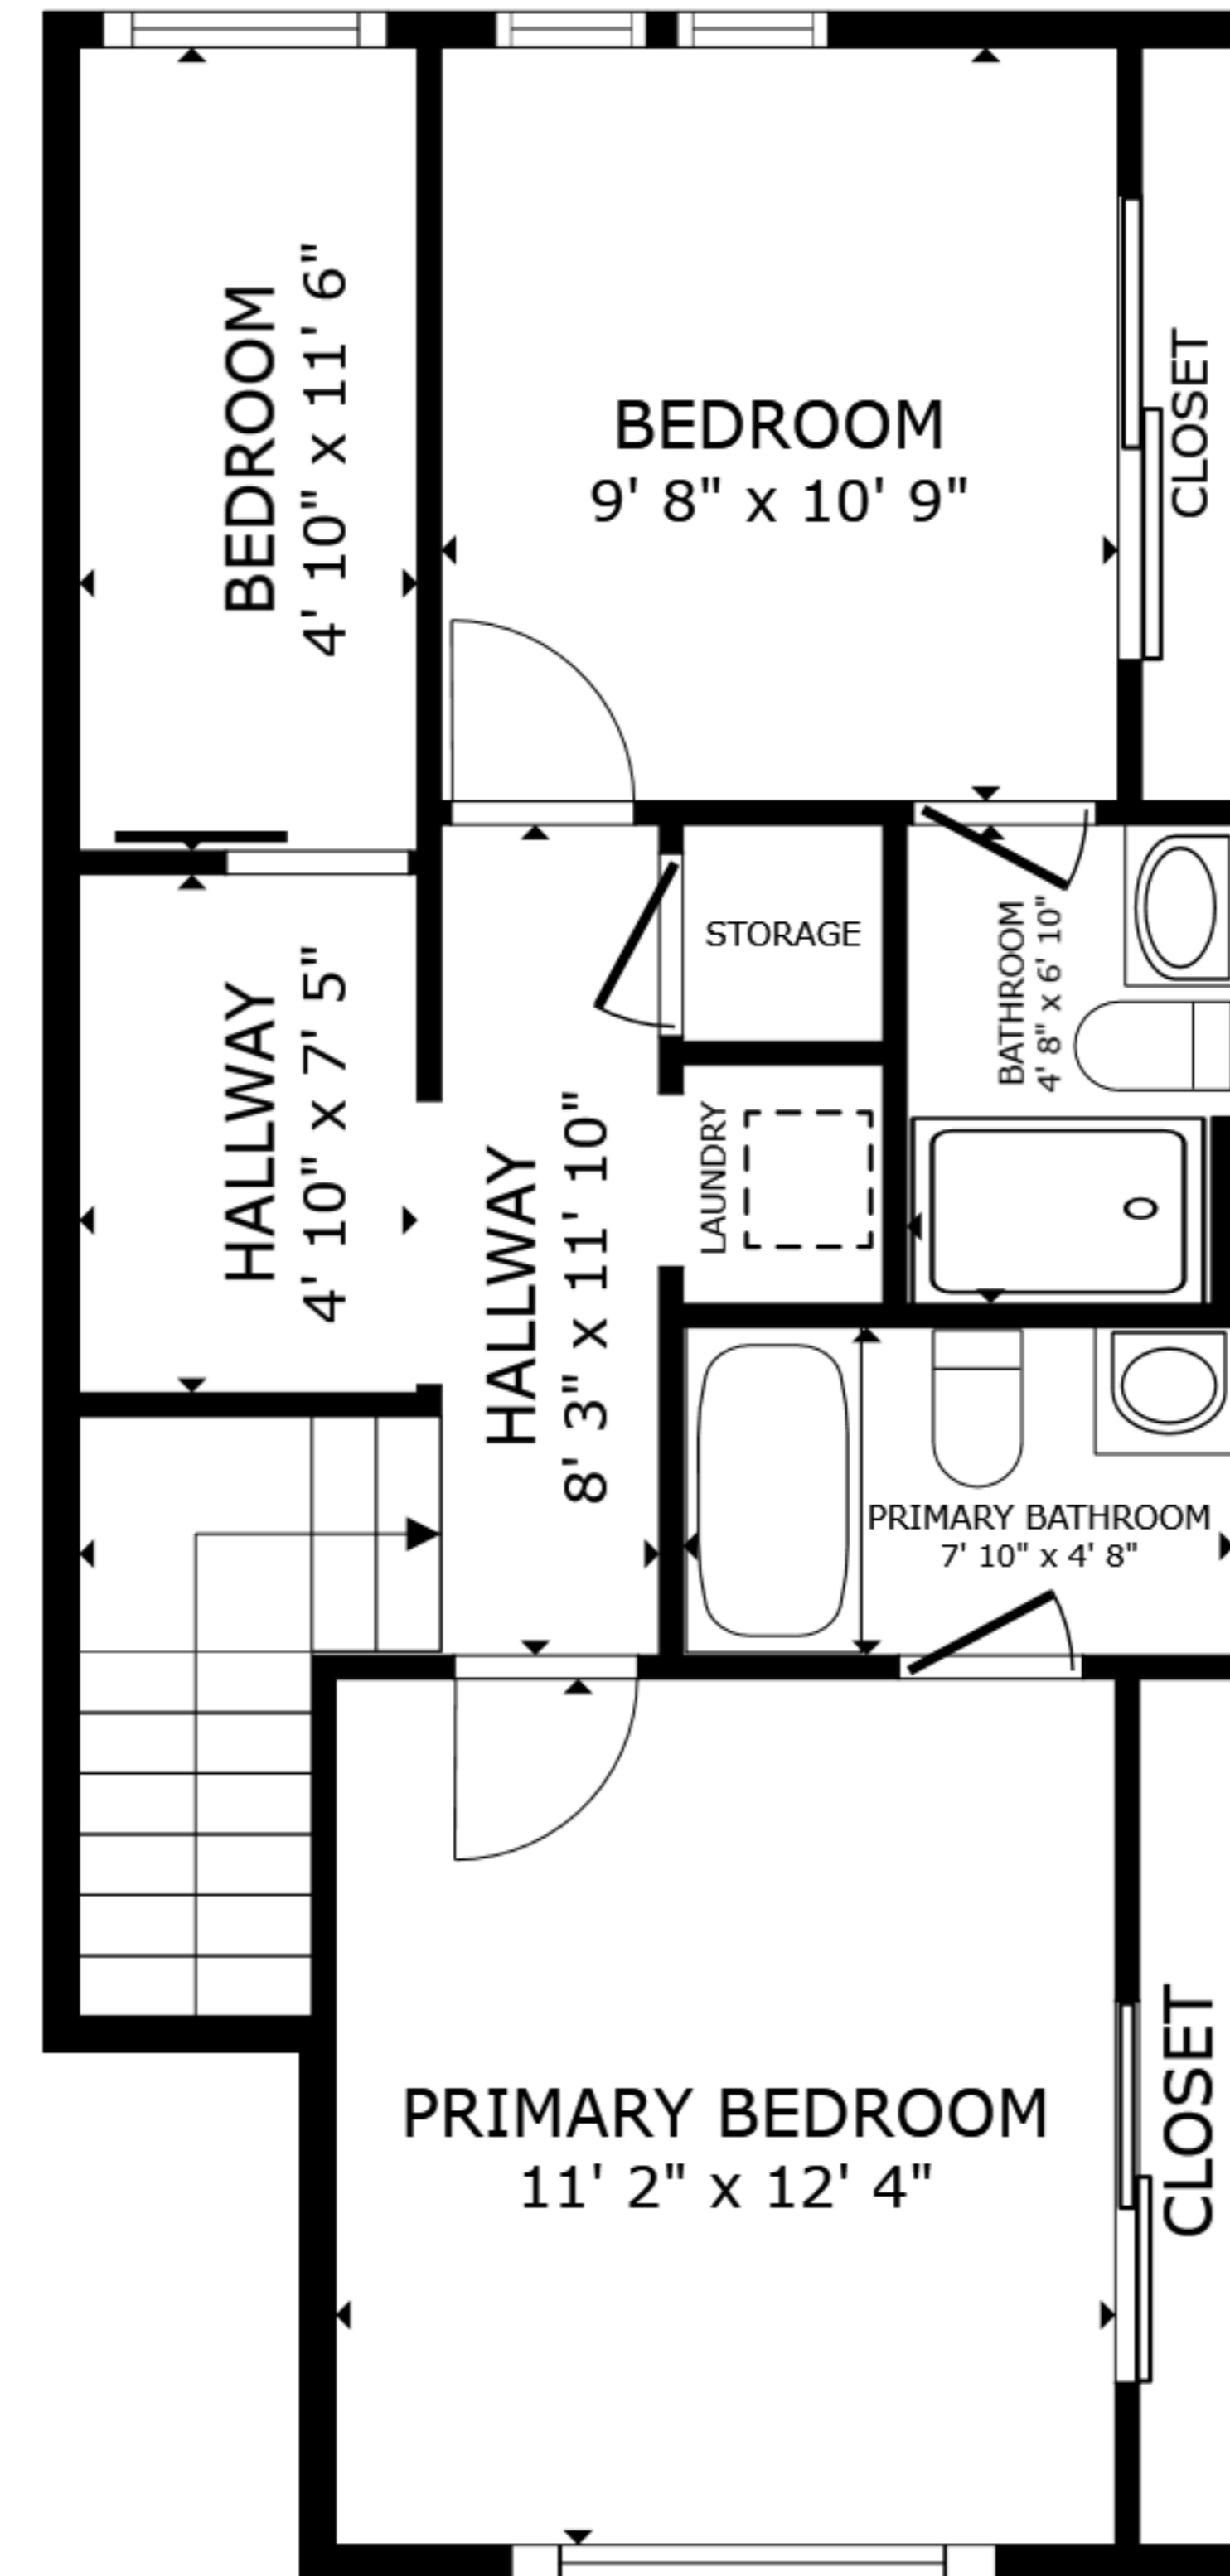 BEDROOM
4' 10" x 11' 6"
BEDROOM
9' 8" x 10' 9"
CLOSET
STORAGE
BATHROOM
4' 8" x 6' 10"
HALLWAY
4' 10" x 7' 5"
HALLWAY
8' 3" x 11' 10"
LAUNDRY
PRIMARY BATHROOM
7' 10" x 4' 8"
PRIMARY BEDROOM
11' 2" x 12' 4"
CLOSET